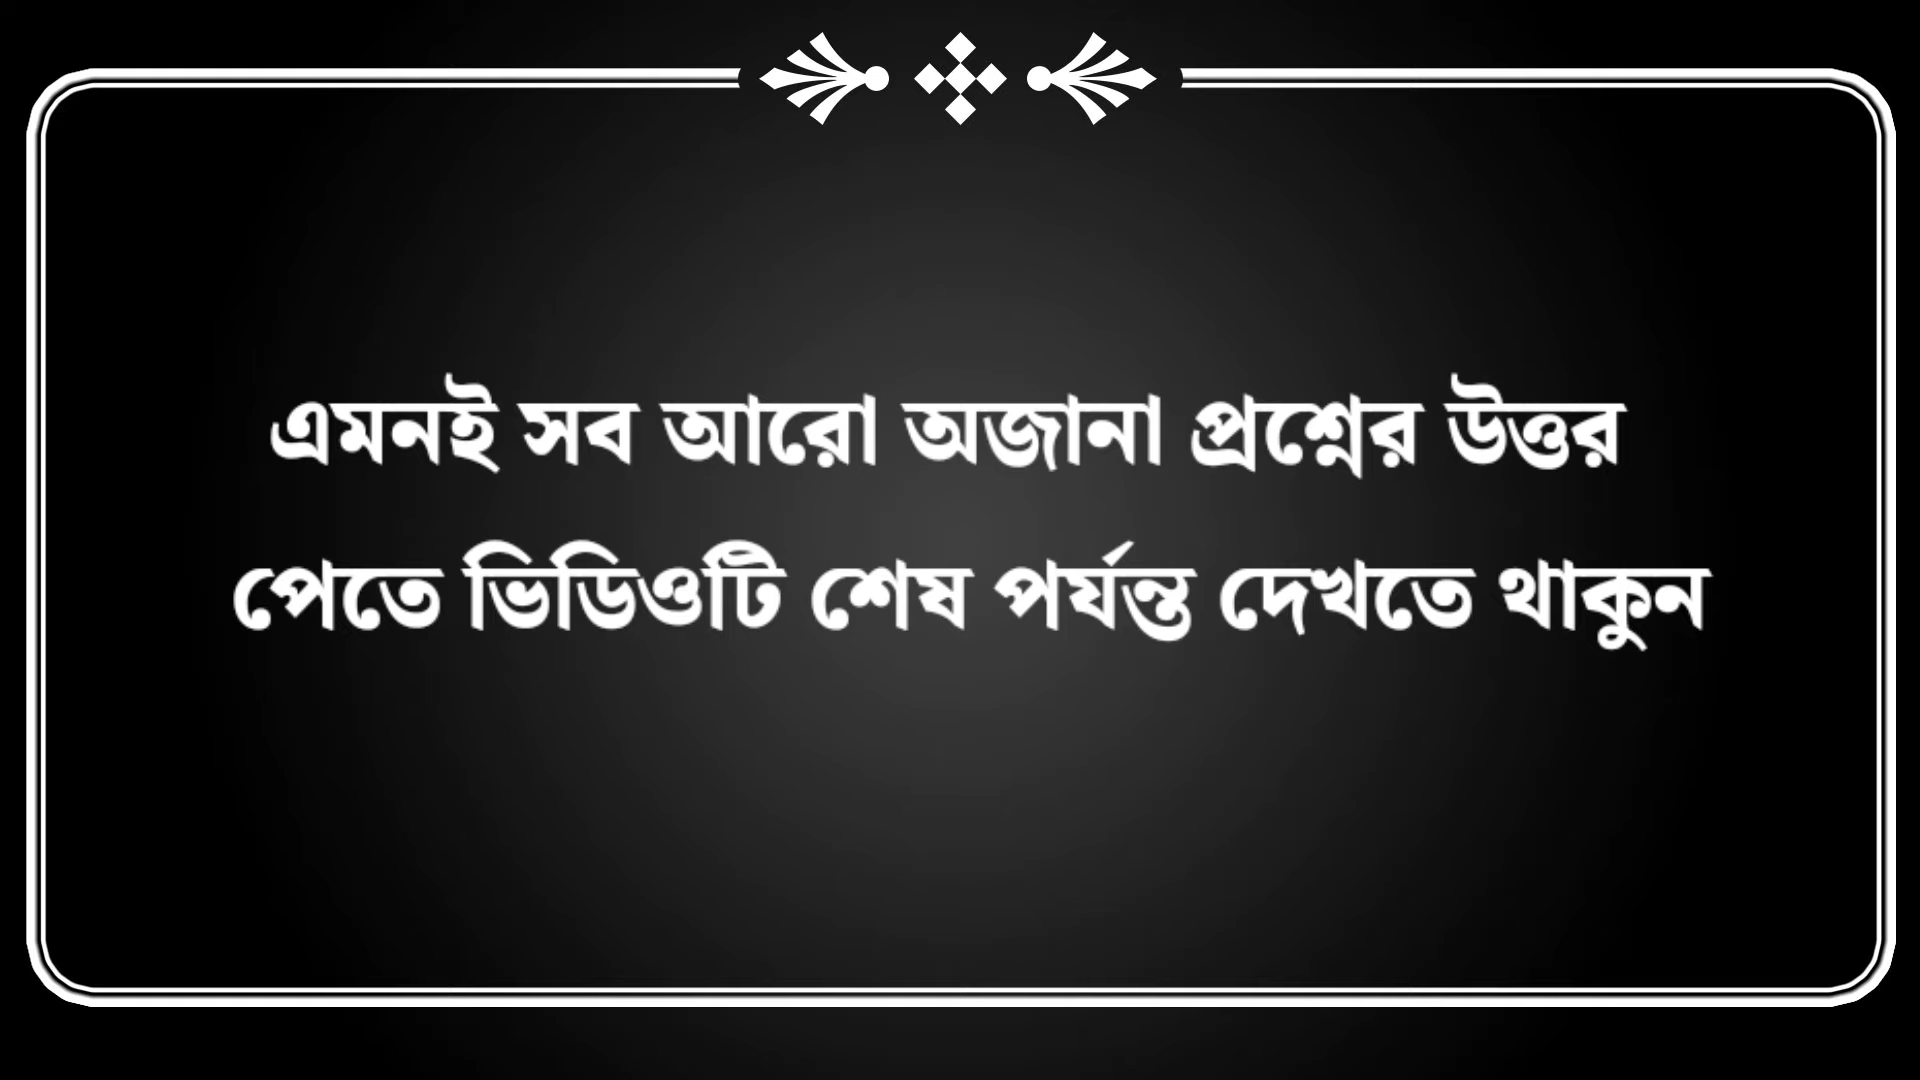 এমনই সব আরো অজানা প্রশ্নের উত্তর
পেতে ভিডিওটি শেষ পর্যন্ত দেখতে থাকুন